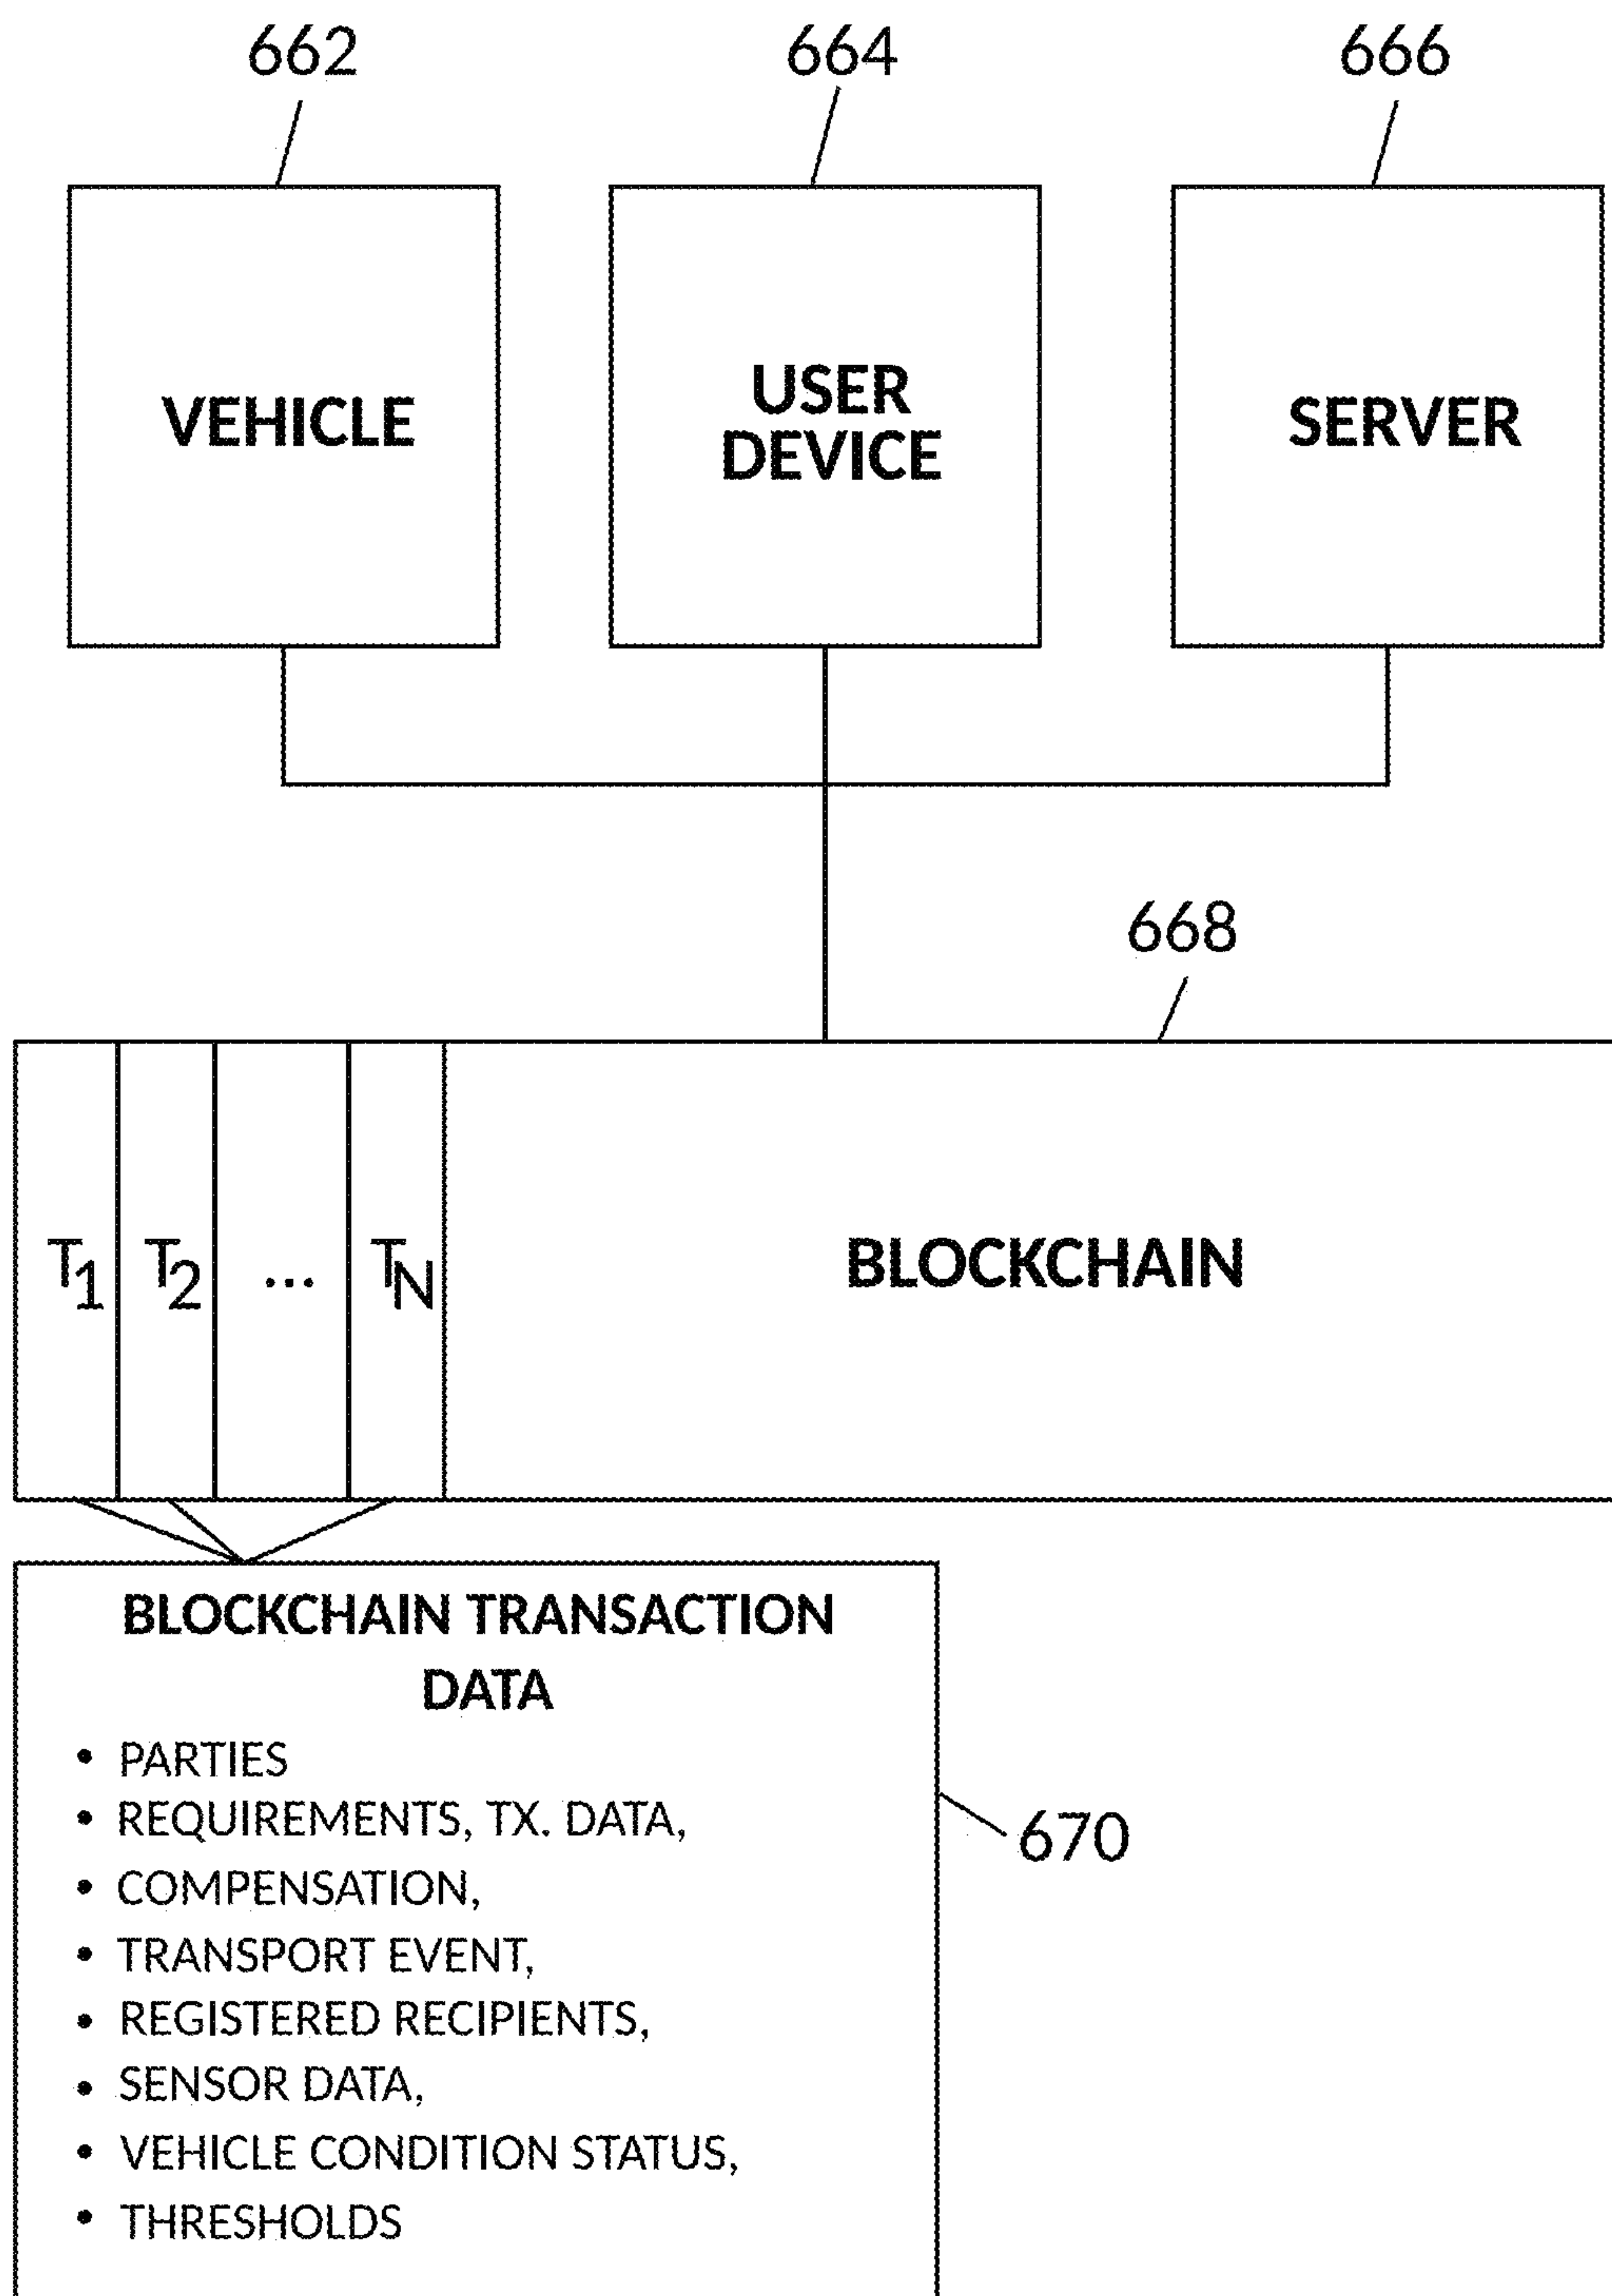 662 664 666
VEHICLE
USER
DEVICE
SERVER
668
T1 T2 ... TN
BLOCKCHAIN
BLOCKCHAIN TRANSACTION
DATA
• PARTIES
• REQUIREMENTS, TX. DATA,
• COMPENSATION,
• TRANSPORT EVENT,
• REGISTERED RECIPIENTS,
• SENSOR DATA,
• VEHICLE CONDITION STATUS,
• THRESHOLDS
670